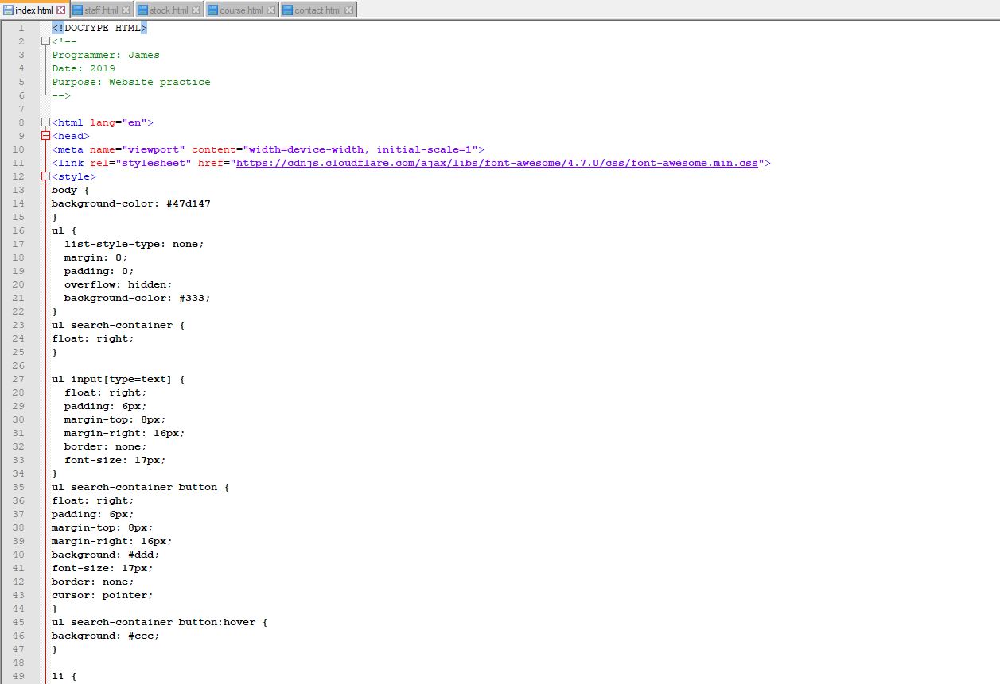 index.html staff.html stock.html course.html contact.html
1 <!DOCTYPE HTML>
2 <!--
3 Programmer: James
4 Date: 2019
5 Purpose: Website practice
6 -->
7
8 <html lang="en">
9 <head>
10 <meta name="viewport" content="width=device-width, initial-scale=1">
11 <link rel="stylesheet" href="https://cdnjs.cloudflare.com/ajax/libs/font-awesome/4.7.0/css/font-awesome.min.css">
12 <style>
13 body {
14 background-color: #47d147
15 }
16 ul {
17   list-style-type: none;
18   margin: 0;
19   padding: 0;
20   overflow: hidden;
21   background-color: #333;
22 }
23 ul search-container {
24 float: right;
25 }
26
27 ul input[type=text] {
28   float: right;
29   padding: 6px;
30   margin-top: 8px;
31   margin-right: 16px;
32   border: none;
33   font-size: 17px;
34 }
35 ul search-container button {
36 float: right;
37 padding: 6px;
38 margin-top: 8px;
39 margin-right: 16px;
40 background: #ddd;
41 font-size: 17px;
42 border: none;
43 cursor: pointer;
44 }
45 ul search-container button:hover {
46 background: #ccc;
47 }
48
49 li {